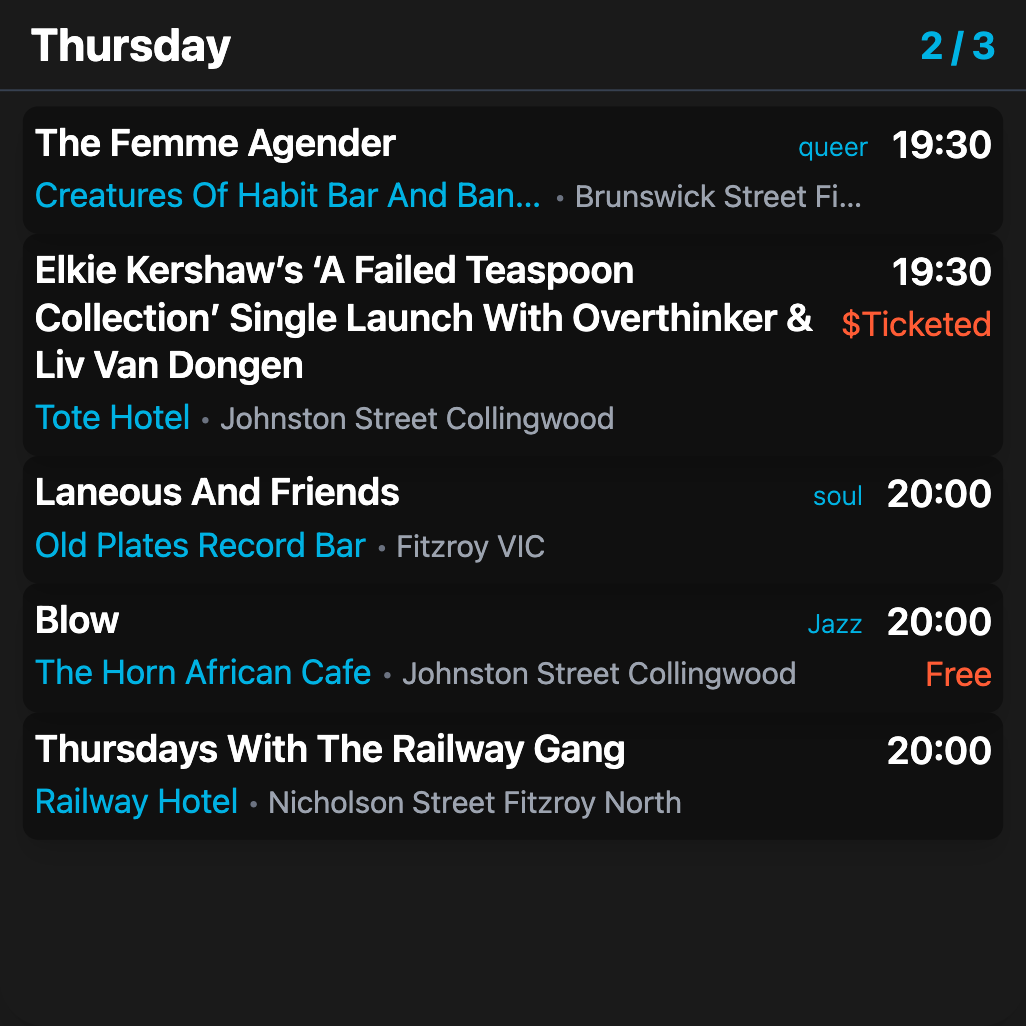 Thursday 2 / 3
The Femme Agender queer 19:30
Creatures Of Habit Bar And Ban... • Brunswick Street Fi...
Elkie Kershaw’s ‘A Failed Teaspoon 19:30
Collection’ Single Launch With Overthinker & $Ticketed
Liv Van Dongen
Tote Hotel • Johnston Street Collingwood
Laneous And Friends soul 20:00
Old Plates Record Bar • Fitzroy VIC
Blow Jazz 20:00
The Horn African Cafe • Johnston Street Collingwood Free
Thursdays With The Railway Gang 20:00
Railway Hotel • Nicholson Street Fitzroy North